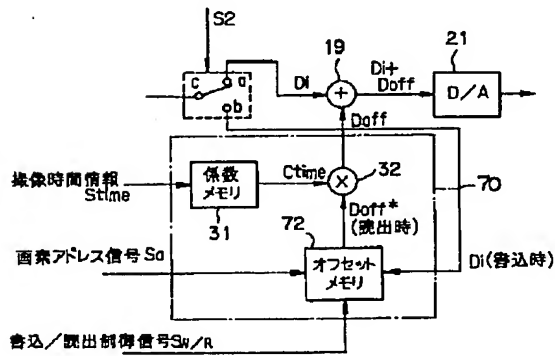 S2
c
a
b
19
Di
+
Di+
Doff
21
D/A
Doff
撮像時間情報
Stime
係数
メモリ
31
Ctime
×
32
70
Doff*
(読出時)
72
画素アドレス信号 Sa
オフセット
メモリ
Di(書込時)
書込/読出制御信号SW/R